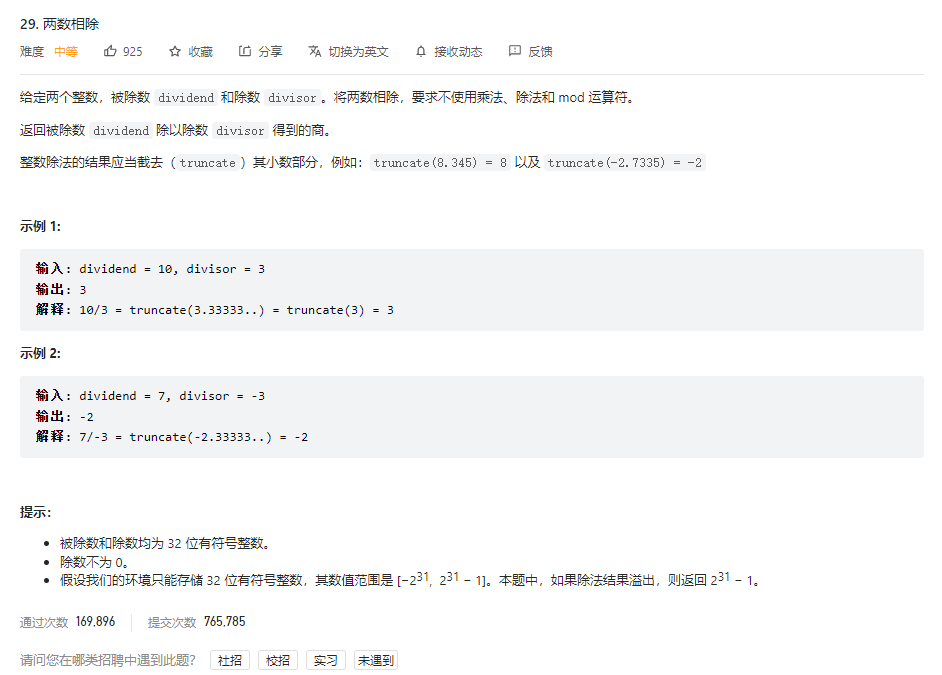 29. 两数相除
难度 中等 925 收藏 分享 切换为英文 接收动态 反馈
给定两个整数，被除数 dividend 和除数 divisor 。将两数相除，要求不使用乘法、除法和 mod 运算符。
返回被除数 dividend 除以除数 divisor 得到的商。
整数除法的结果应当截去（truncate）其小数部分，例如：truncate(8.345) = 8 以及 truncate(-2.7335) = -2
示例 1:
输入: dividend = 10, divisor = 3
输出: 3
解释: 10/3 = truncate(3.33333..) = truncate(3) = 3
示例 2:
输入: dividend = 7, divisor = -3
输出: -2
解释: 7/-3 = truncate(-2.33333..) = -2
提示：
被除数和除数均为 32 位有符号整数。
除数不为 0。
假设我们的环境只能存储 32 位有符号整数，其数值范围是 [−2³¹, 2³¹ − 1]。本题中，如果除法结果溢出，则返回 2³¹ − 1。
通过次数 169,896 提交次数 765,785
请问您在哪类招聘中遇到此题？ 社招 校招 实习 未遇到